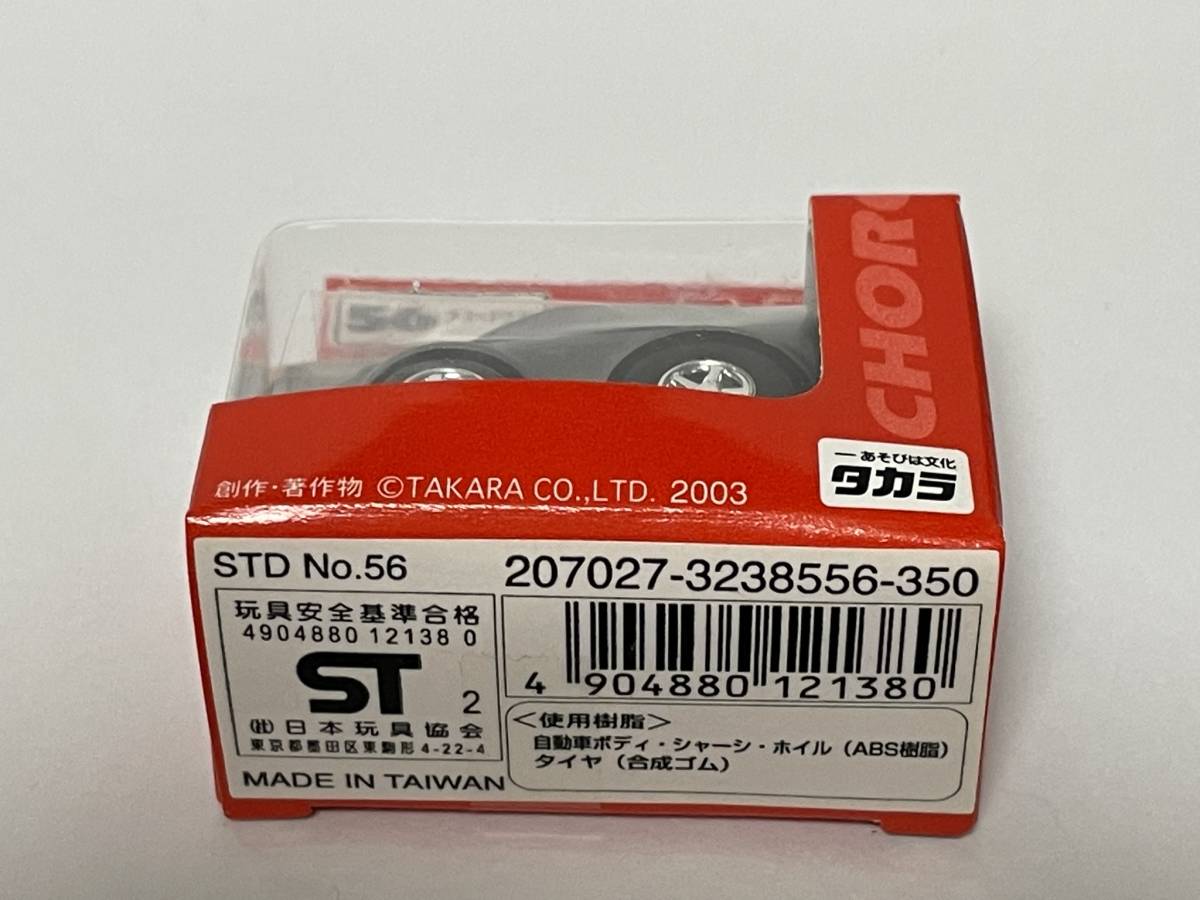 CHORO
56
創作・著作物 ©TAKARA CO.,LTD. 2003
ーあそびは文化
タカラ
STD No.56
207027-3238556-350
玩具安全基準合格
4904880 12138 0
ST 2
(社)日本玩具協会
東京都墨田区東駒形4-22-4
MADE IN TAIWAN
4 904880 121380
<使用樹脂>
自動車ボディ・シャーシ・ホイル(ABS樹脂)
タイヤ(合成ゴム)